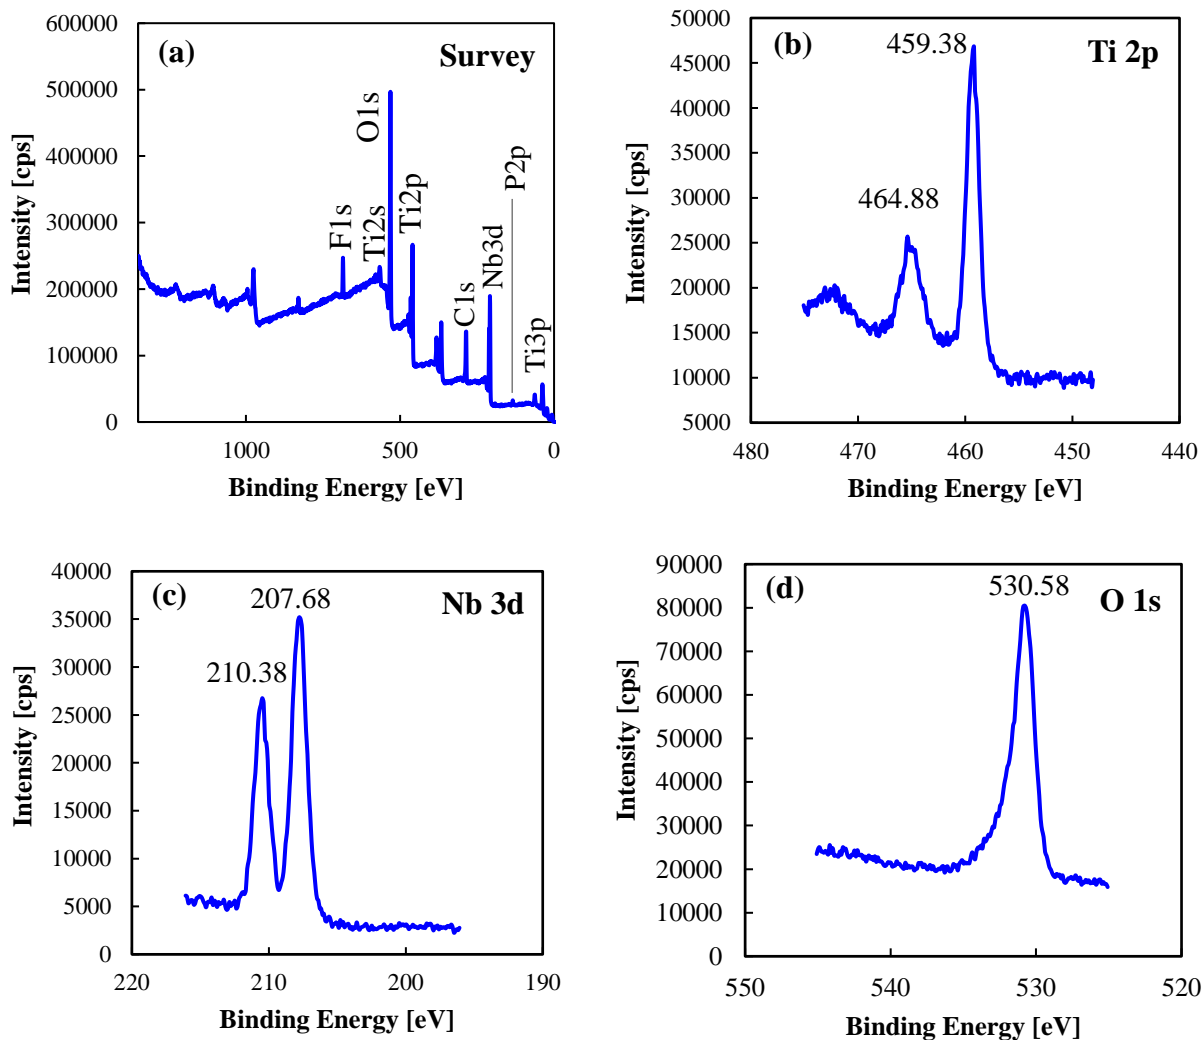 (a)
Survey
Intensity [cps]
600000
500000
400000
300000
200000
100000
0
F1s
Ti2s
O1s
Ti2p
C1s
Nb3d
P2p
Ti3p
1000
500
0
Binding Energy [eV]
(b)
Ti 2p
459.38
464.88
Intensity [cps]
50000
45000
40000
35000
30000
25000
20000
15000
10000
5000
480
470
460
450
440
Binding Energy [eV]
(c)
Nb 3d
207.68
210.38
Intensity [cps]
40000
35000
30000
25000
20000
15000
10000
5000
0
220
210
200
190
Binding Energy [eV]
(d)
O 1s
530.58
Intensity [cps]
90000
80000
70000
60000
50000
40000
30000
20000
10000
0
550
540
530
520
Binding Energy [eV]